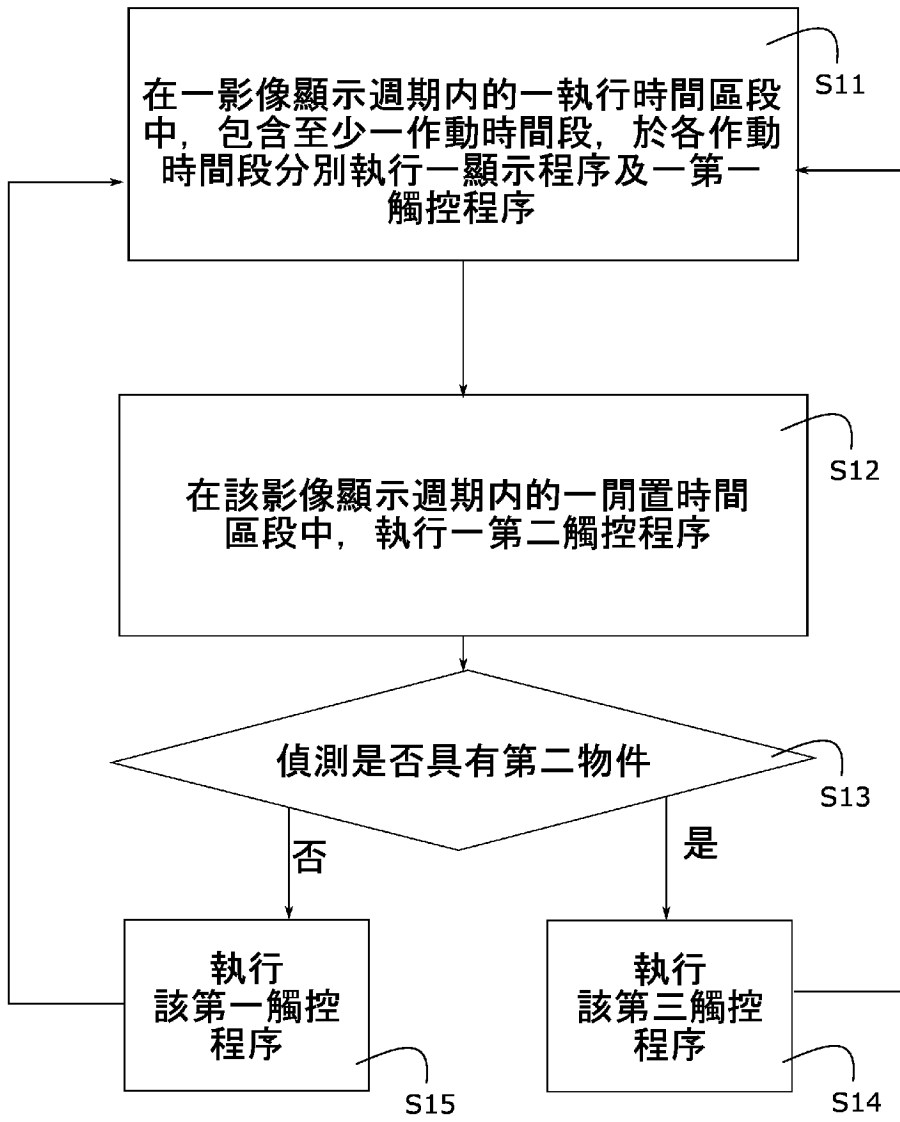 在一影像顯示週期内的一執行時間區段
中，包含至少一作動時間段，於各作動
時間段分別執行一顯示程序及一第一
觸控程序
S11
在該影像顯示週期内的一閒置時間
區段中，執行一第二觸控程序
S12
偵測是否具有第二物件
S13
否
是
執行
該第一觸控
程序
S15
執行
該第三觸控
程序
S14